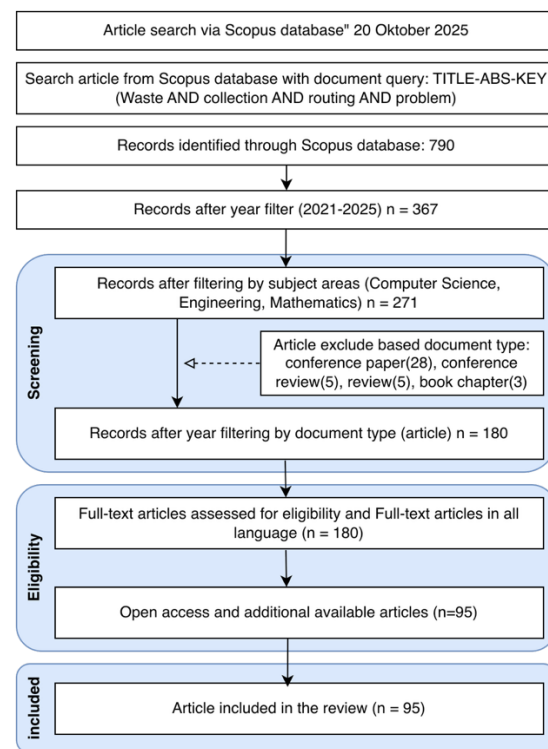 Article search via Scopus database" 20 Oktober 2025
Search article from Scopus database with document query: TITLE-ABS-KEY
(Waste AND collection AND routing AND problem)
Records identified through Scopus database: 790
Records after year filter (2021-2025) n = 367
Screening
Records after filtering by subject areas (Computer Science,
Engineering, Mathematics) n = 271
Article exclude based document type:
conference paper(28), conference
review(5), review(5), book chapter(3)
Records after year filtering by document type (article) n = 180
Eligibility
Full-text articles assessed for eligibility and Full-text articles in all
language (n = 180)
Open access and additional available articles (n=95)
included
Article included in the review (n = 95)